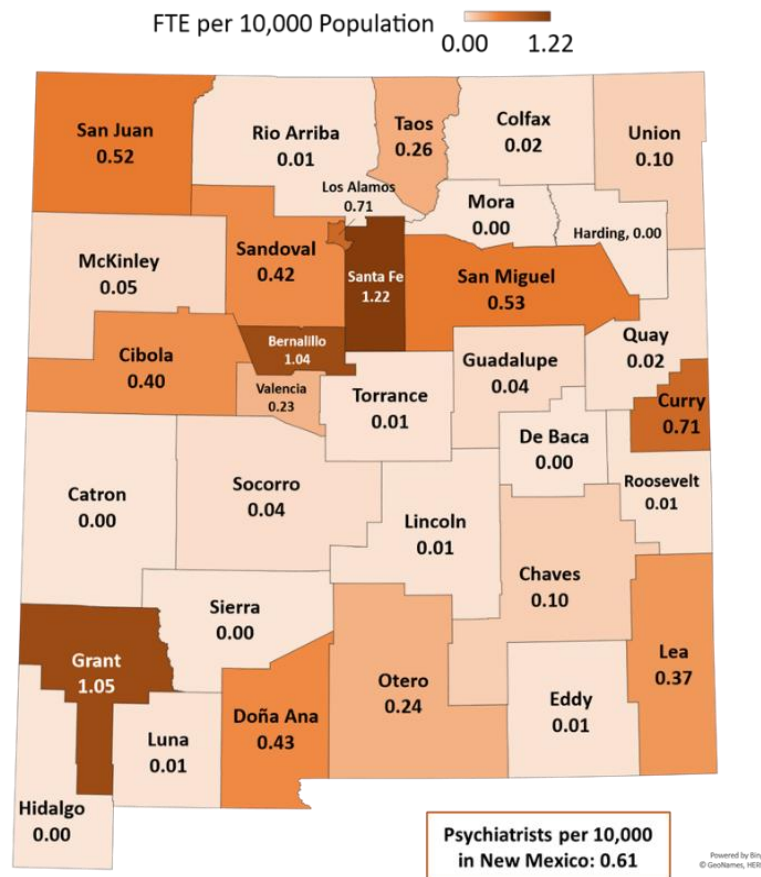 FTE per 10,000 Population
0.00 1.22
San Juan
0.52
Rio Arriba
0.01
Taos
0.26
Colfax
0.02
Union
0.10
Los Alamos
0.71
Mora
0.00
Harding, 0.00
McKinley
0.05
Sandoval
0.42
Santa Fe
1.22
San Miguel
0.53
Cibola
0.40
Bernalillo
1.04
Valencia
0.23
Torrance
0.01
Guadalupe
0.04
Quay
0.02
Curry
0.71
De Baca
0.00
Roosevelt
0.01
Catron
0.00
Socorro
0.04
Lincoln
0.01
Chaves
0.10
Sierra
0.00
Grant
1.05
Doña Ana
0.43
Otero
0.24
Lea
0.37
Eddy
0.01
Luna
0.01
Hidalgo
0.00
Psychiatrists per 10,000
in New Mexico: 0.61
Powered by Bin
© GeoNames, HERE